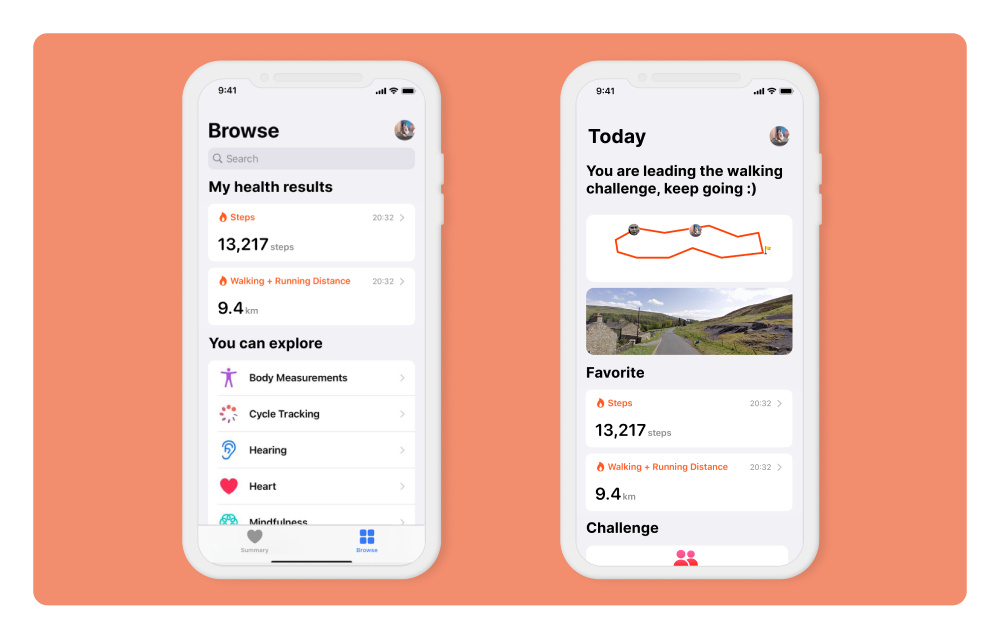 9:41
Browse
Search
My health results
Steps 20:32
13,217 steps
Walking + Running Distance 20:32
9.4 km
You can explore
Body Measurements
Cycle Tracking
Hearing
Heart
Mindfulness
Summary Browse
9:41
Today
You are leading the walking
challenge, keep going :)
Favorite
Steps 20:32
13,217 steps
Walking + Running Distance 20:32
9.4 km
Challenge